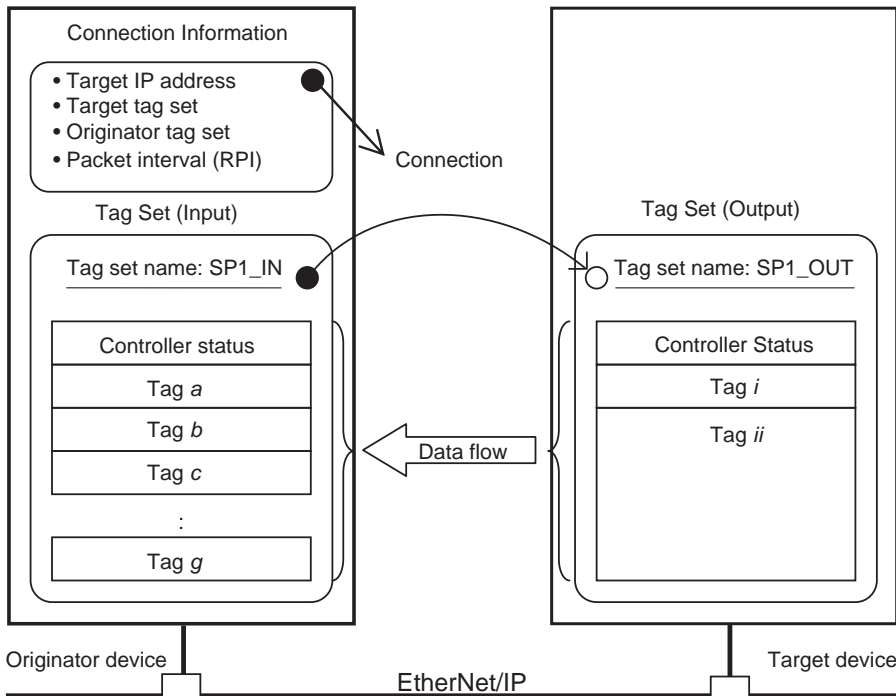 Connection Information
• Target IP address
• Target tag set
• Originator tag set
• Packet interval (RPI)
Connection
Tag Set (Input)
Tag set name: SP1_IN
Controller status
Tag a
Tag b
Tag c
:
Tag g
Data flow
Tag Set (Output)
Tag set name: SP1_OUT
Controller Status
Tag i
Tag ii
Originator device
EtherNet/IP
Target device